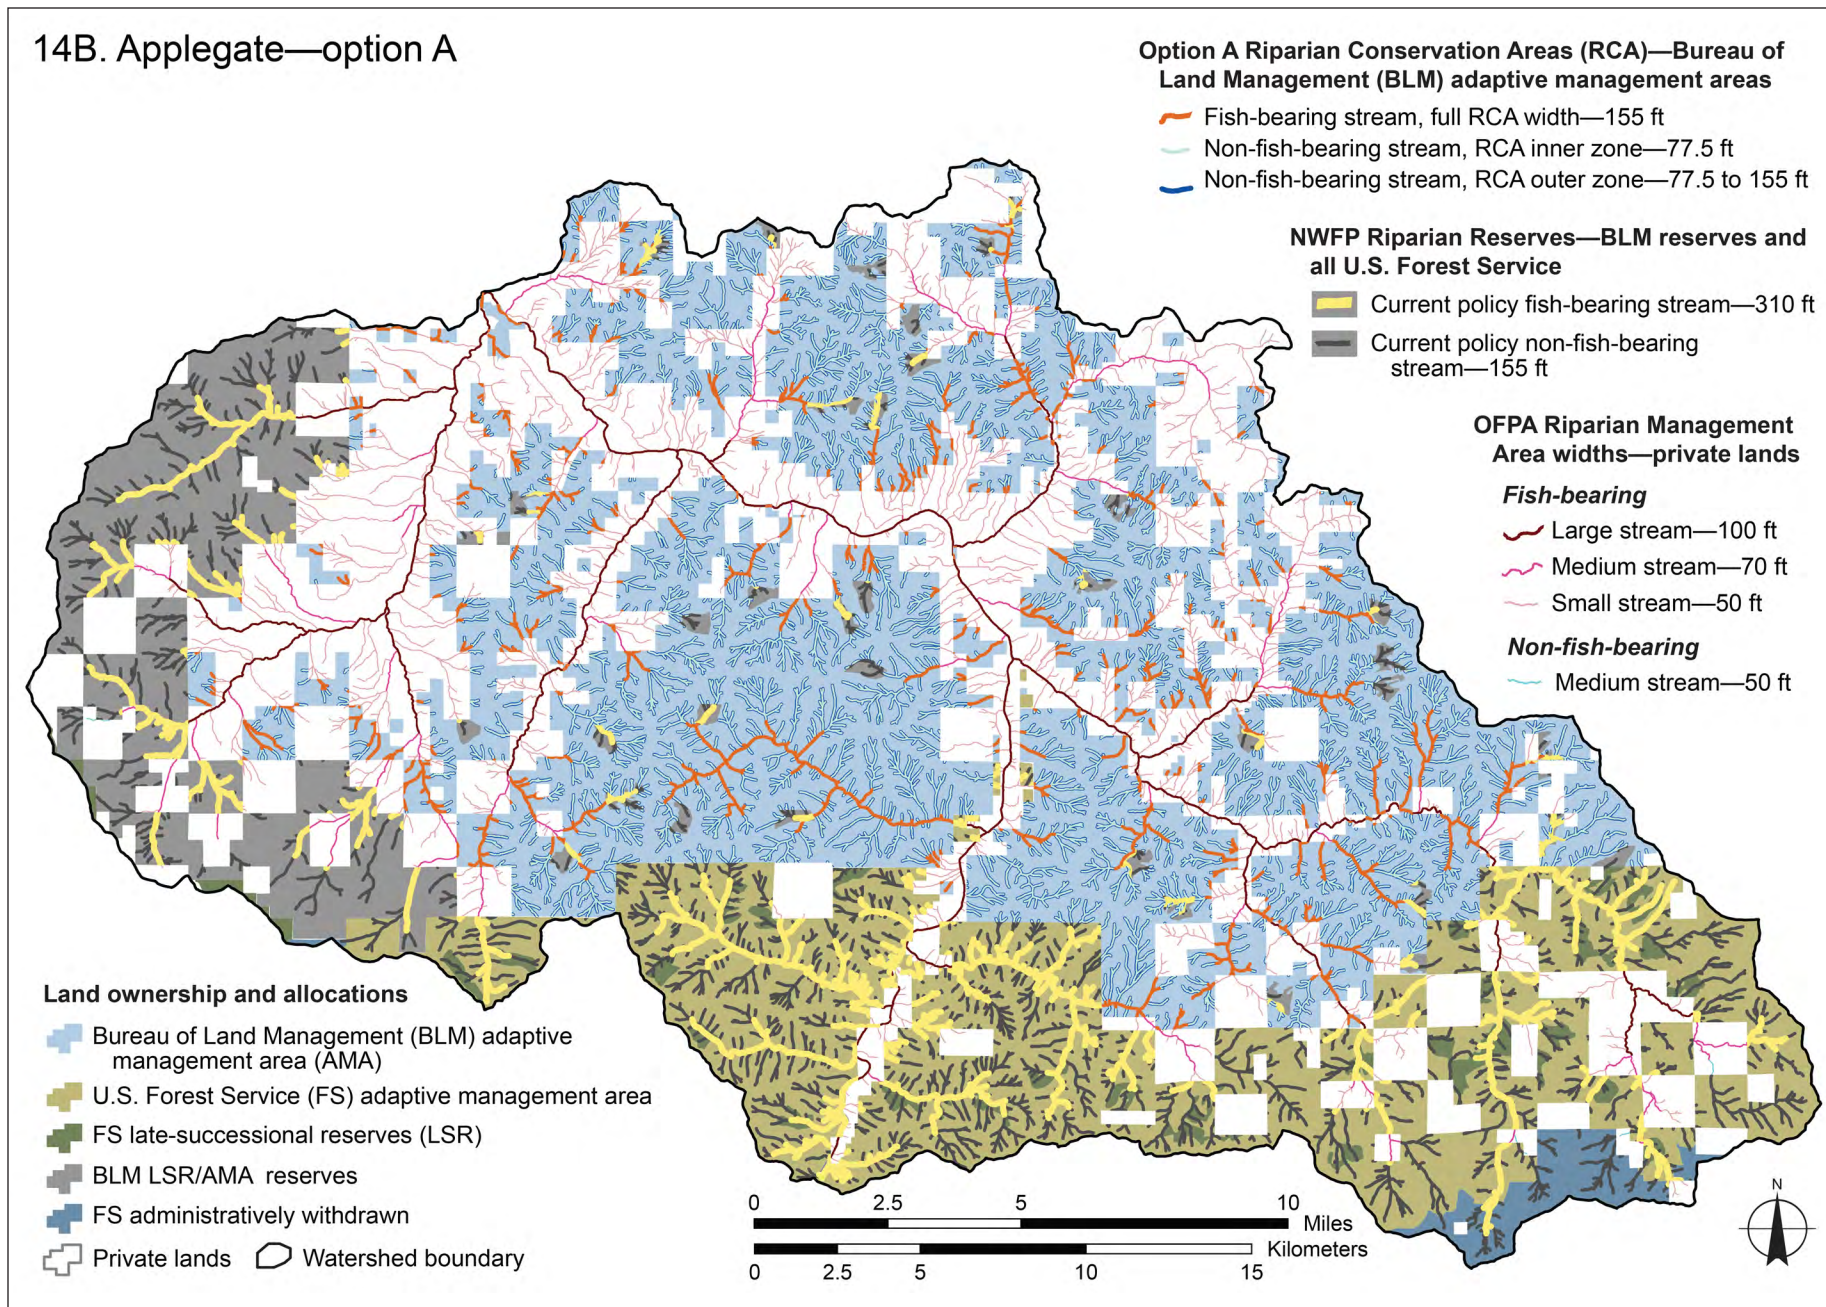 14B. Applegate—option A
Option A Riparian Conservation Areas (RCA)—Bureau of
Land Management (BLM) adaptive management areas
Fish-bearing stream, full RCA width—155 ft
Non-fish-bearing stream, RCA inner zone—77.5 ft
Non-fish-bearing stream, RCA outer zone—77.5 to 155 ft
NWFP Riparian Reserves—BLM reserves and
all U.S. Forest Service
Current policy fish-bearing stream—310 ft
Current policy non-fish-bearing
stream—155 ft
OFPA Riparian Management
Area widths—private lands
Fish-bearing
Large stream—100 ft
Medium stream—70 ft
Small stream—50 ft
Non-fish-bearing
Medium stream—50 ft
Land ownership and allocations
Bureau of Land Management (BLM) adaptive
management area (AMA)
U.S. Forest Service (FS) adaptive management area
FS late-successional reserves (LSR)
BLM LSR/AMA reserves
FS administratively withdrawn
Private lands Watershed boundary
0 2.5 5 10
Miles
Kilometers
0 2.5 5 10 15
N